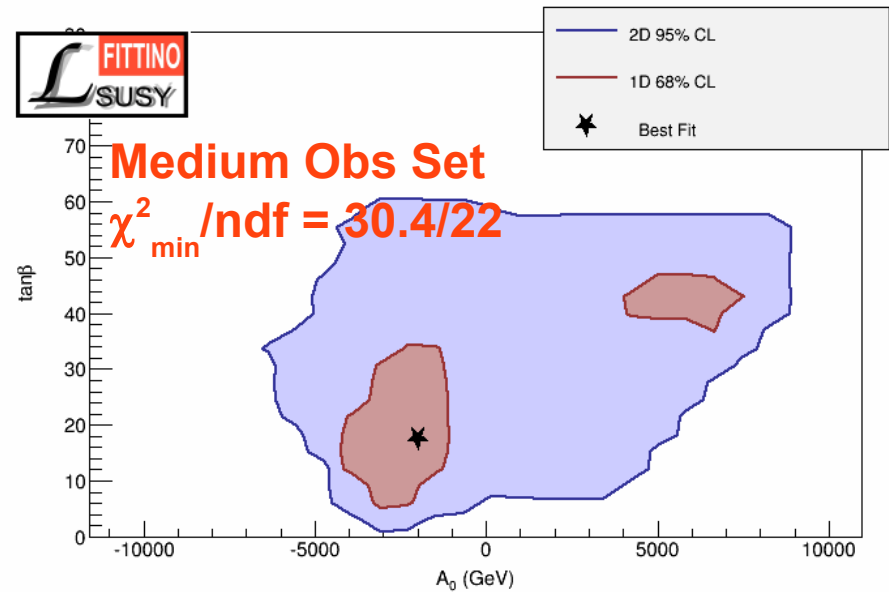 FITTINO
L SUSY
2D 95% CL
1D 68% CL
Best Fit
Medium Obs Set
χ²min/ndf = 30.4/22
80
70
60
50
40
30
20
10
0
tanβ
-10000 -5000 0 5000 10000
A₀ (GeV)